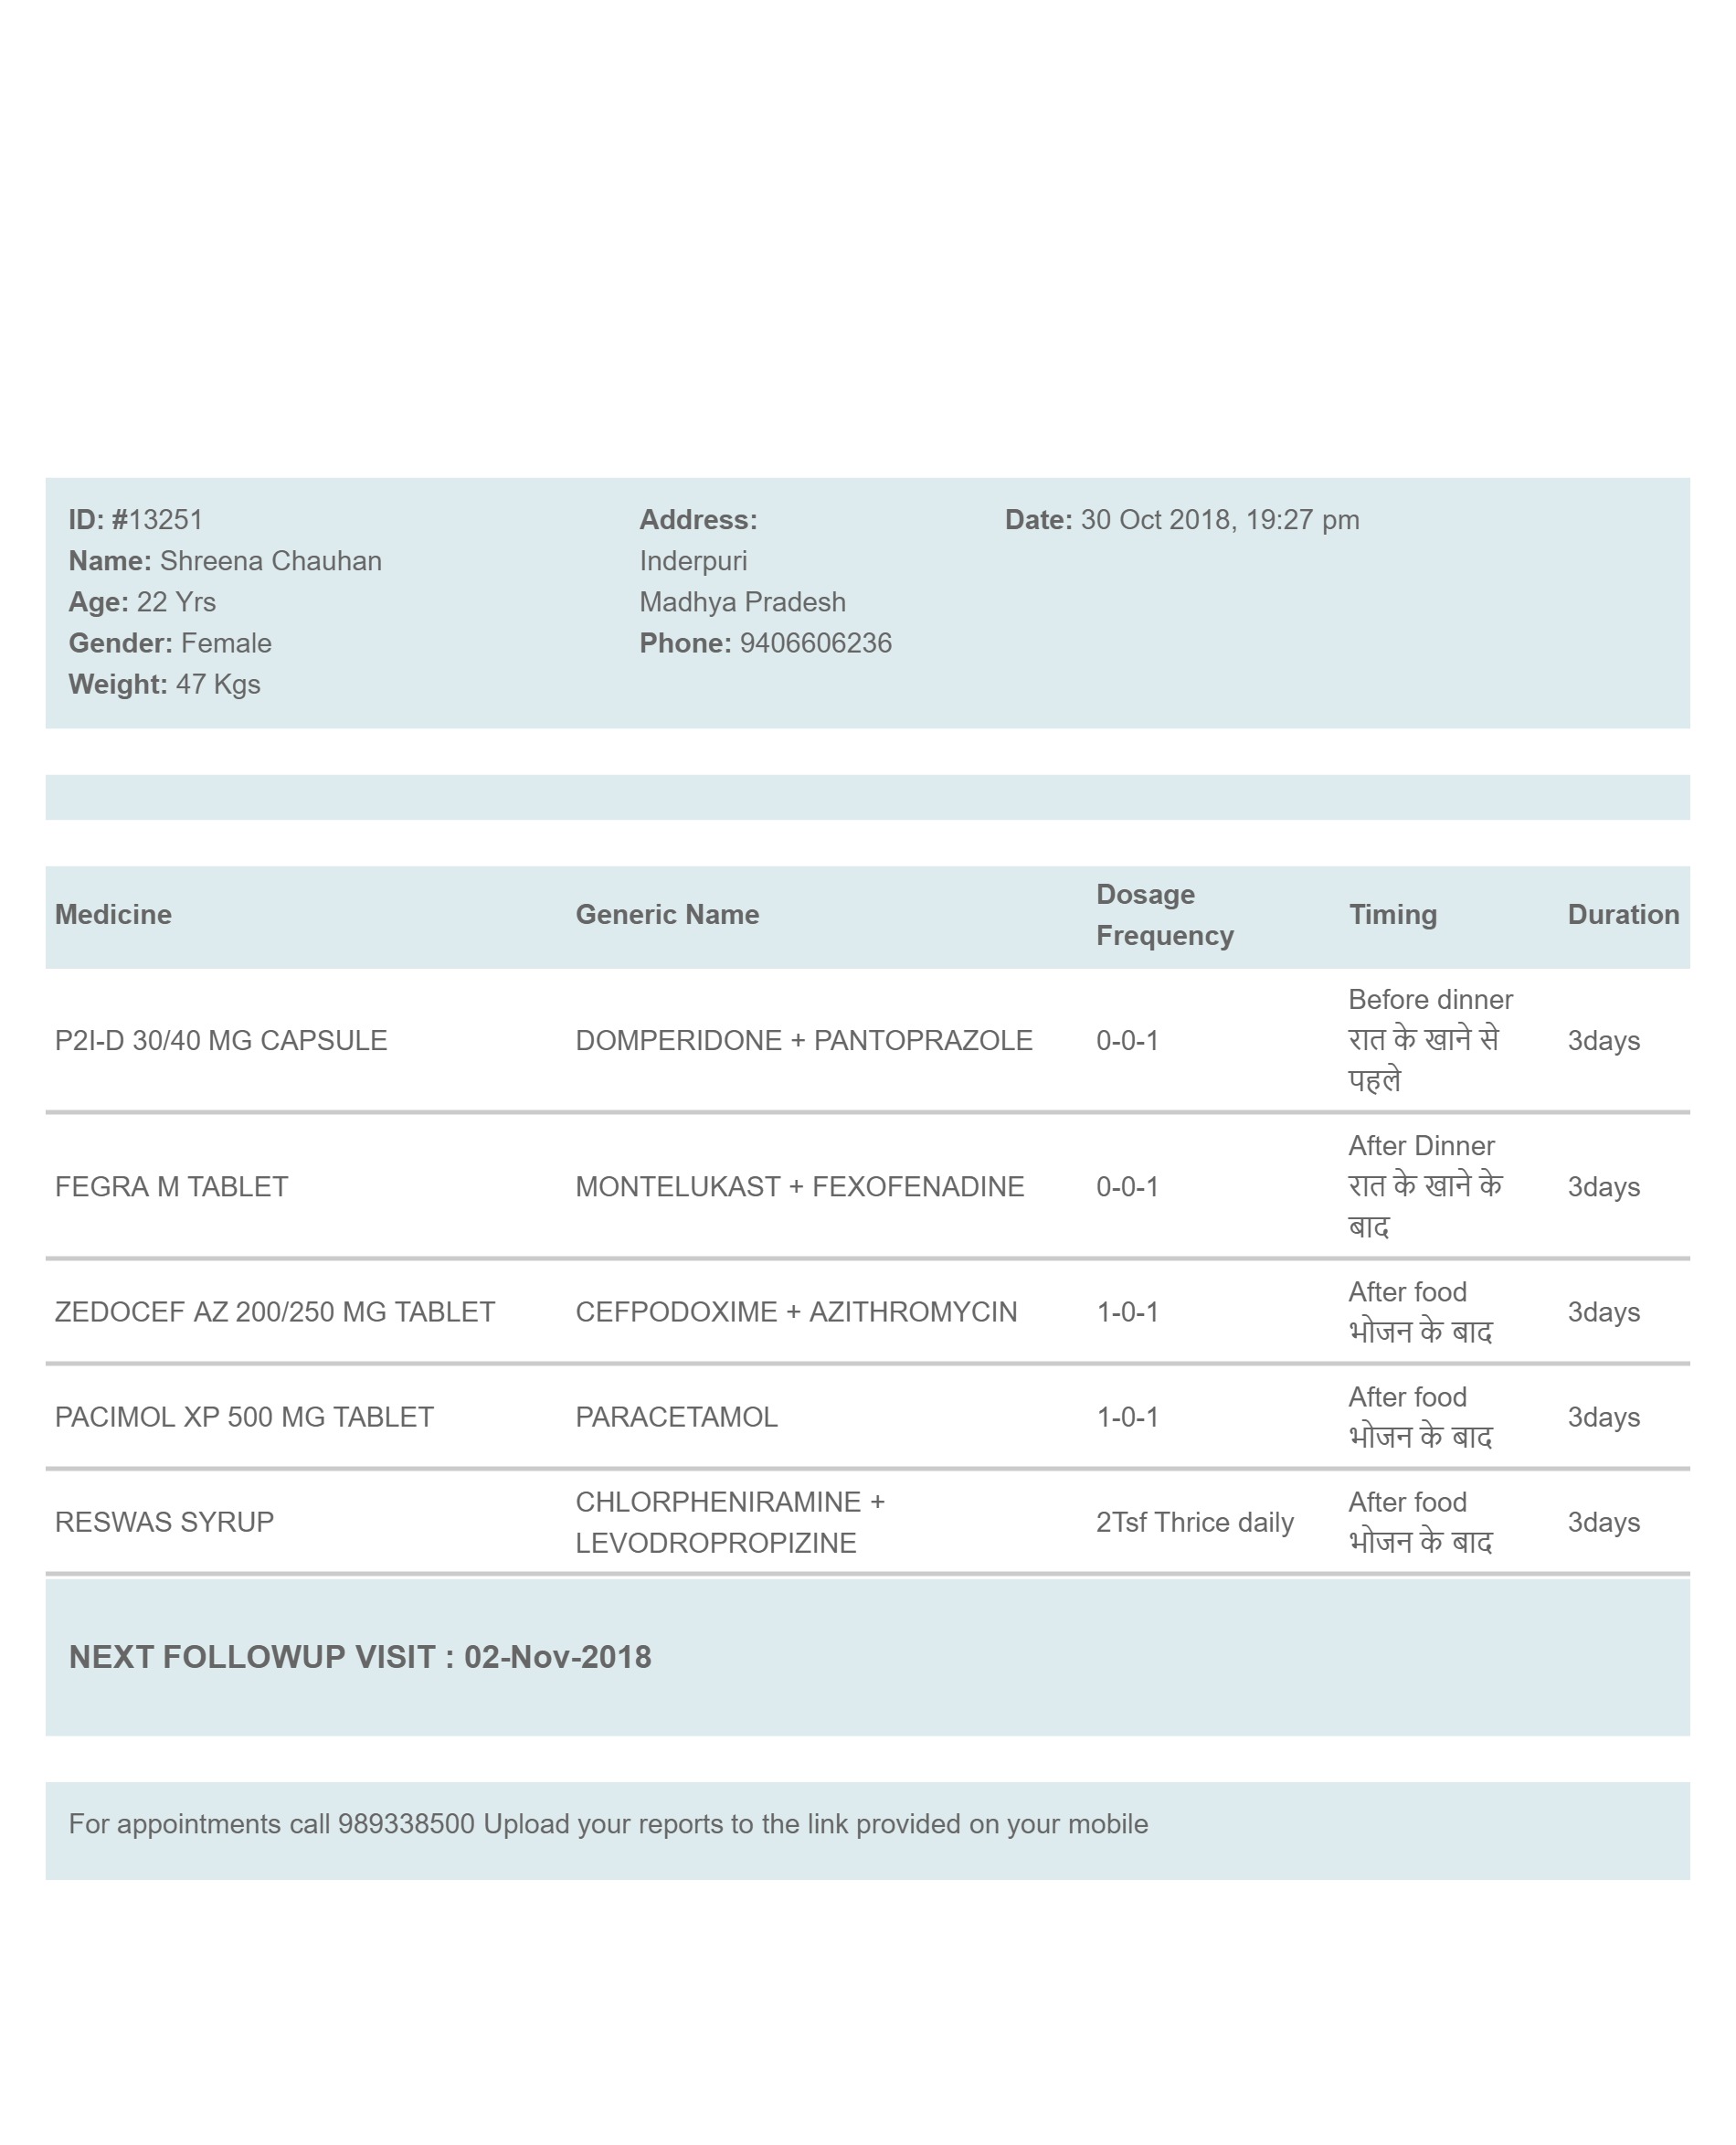 ID: #13251
Name: Shreena Chauhan
Age: 22 Yrs
Gender: Female
Weight: 47 Kgs
Address:
Inderpuri
Madhya Pradesh
Phone: 9406606236
Date: 30 Oct 2018, 19:27 pm
Medicine Generic Name Dosage Frequency Timing Duration
P2I-D 30/40 MG CAPSULE DOMPERIDONE + PANTOPRAZOLE 0-0-1 Before dinner रात के खाने से पहले 3days
FEGRA M TABLET MONTELUKAST + FEXOFENADINE 0-0-1 After Dinner रात के खाने के बाद 3days
ZEDOCEF AZ 200/250 MG TABLET CEFPODOXIME + AZITHROMYCIN 1-0-1 After food भोजन के बाद 3days
PACIMOL XP 500 MG TABLET PARACETAMOL 1-0-1 After food भोजन के बाद 3days
RESWAS SYRUP CHLORPHENIRAMINE + LEVODROPROPIZINE 2Tsf Thrice daily After food भोजन के बाद 3days
NEXT FOLLOWUP VISIT : 02-Nov-2018
For appointments call 989338500 Upload your reports to the link provided on your mobile